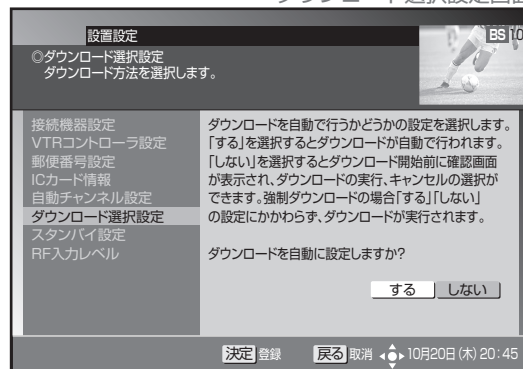 設置設定
BS
◎ダウンロード選択設定
ダウンロード方法を選択します。
接続機器設定
VTRコントローラ設定
郵便番号設定
ICカード情報
自動チャンネル設定
ダウンロード選択設定
スタンバイ設定
RF入力レベル
ダウンロードを自動で行うかどうかの設定を選択します。
「する」を選択するとダウンロードが自動で行われます。
「しない」を選択するとダウンロード開始前に確認画面
が表示され、ダウンロードの実行、キャンセルの選択が
できます。強制ダウンロードの場合「する」「しない」
の設定にかかわらず、ダウンロードが実行されます。
ダウンロードを自動に設定しますか?
する しない
決定 登録 戻る 取消 10月20日(木) 20:45